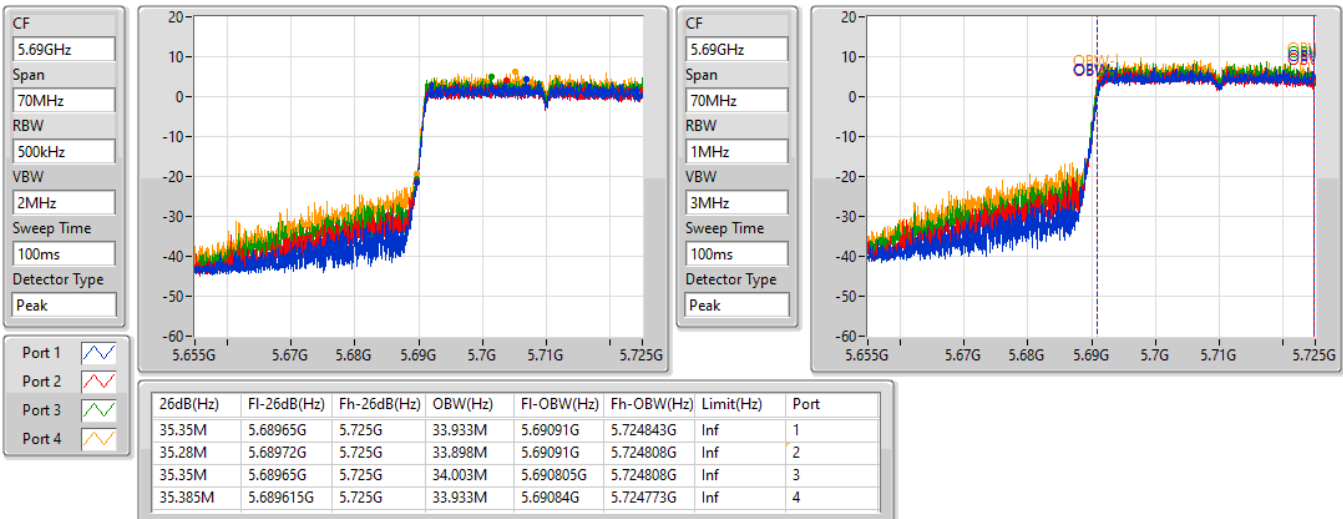 CF
5.69GHz
Span
70MHz
RBW
500kHz
VBW
2MHz
Sweep Time
100ms
Detector Type
Peak
20
10
0
-10
-20
-30
-40
-50
-60
5.655G 5.67G 5.68G 5.69G 5.7G 5.71G 5.725G
CF
5.69GHz
Span
70MHz
RBW
1MHz
VBW
3MHz
Sweep Time
100ms
Detector Type
Peak
20
10
0
-10
-20
-30
-40
-50
-60
5.655G 5.67G 5.68G 5.69G 5.7G 5.71G 5.725G
OBW
Port 1
Port 2
Port 3
Port 4
26dB(Hz) Fl-26dB(Hz) Fh-26dB(Hz) OBW(Hz) Fl-OBW(Hz) Fh-OBW(Hz) Limit(Hz) Port
35.35M 5.68965G 5.725G 33.933M 5.69091G 5.724843G Inf 1
35.28M 5.68972G 5.725G 33.898M 5.69091G 5.724808G Inf 2
35.35M 5.68965G 5.725G 34.003M 5.690805G 5.724808G Inf 3
35.385M 5.689615G 5.725G 33.933M 5.69084G 5.724773G Inf 4